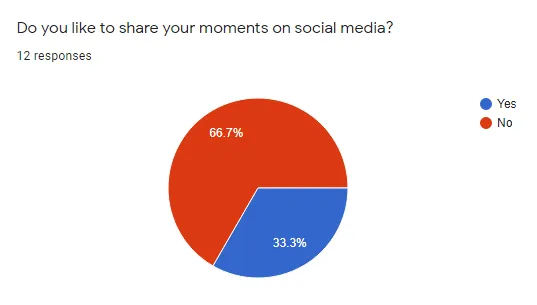 Do you like to share your moments on social media?
12 responses
Yes
No
66.7%
33.3%